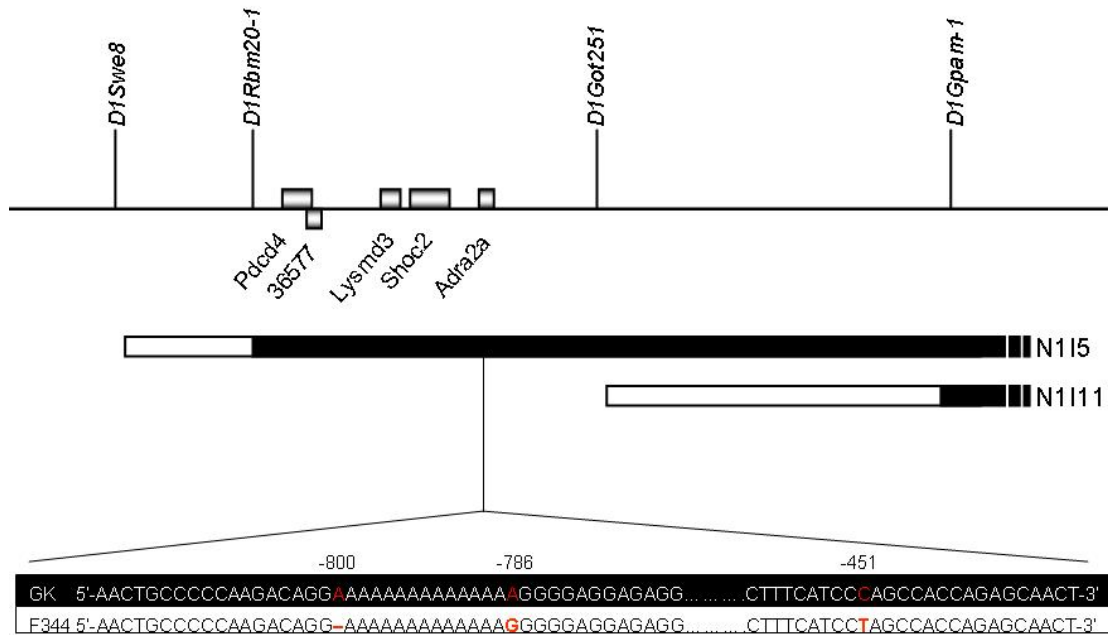 D1Swe8
D1Rbm20-1
D1Got251
D1Gpam-1
Pdcd4
36577
Lysmd3
Shoc2
Adra2a
N1I5
N1I11
-800 -786 -451
GK 5'-AACTGCCCCCAAGACAGGAAAAAAAAAAAAAAAGGGGAGGAGAGG..........CTTTCATCCCAGCCACCAGAGCAACT-3'
F344 5'-AACTGCCCCCAAGACAGG–AAAAAAAAAAAAAGGGGGAGGAGAGG..........CTTTCATCCTAGCCACCAGAGCAACT-3'